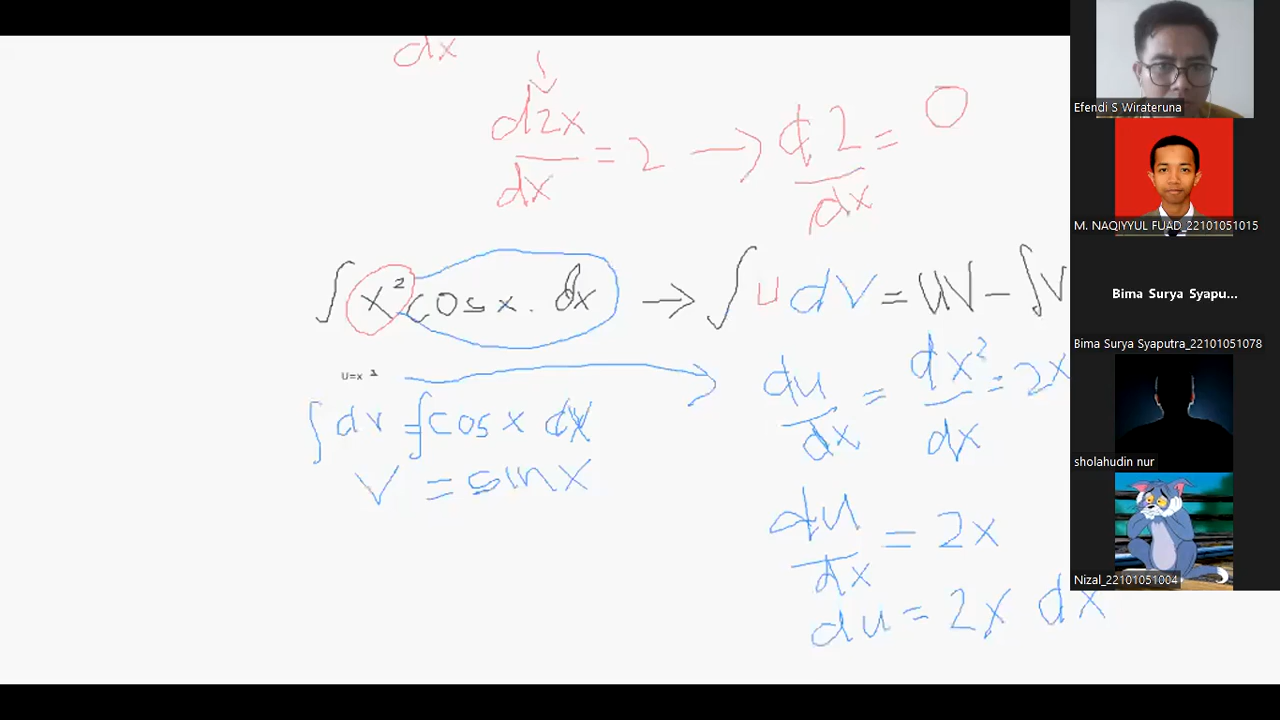 dx
d2x/dx = 2 → d2/dx = 0
∫ x² cos x . dx → ∫ u dv = uv - ∫ v
u=x ²
du/dx = dx²/dx = 2x
∫ dv = ∫ cos x dx
v = sin x
du/dx = 2x
du = 2x dx
Efendi S Wirateruna
M. NAQIYYUL FUAD_22101051015
Bima Surya Syapu...
Bima Surya Syaputra_22101051078
sholahudin nur
Nizal_22101051004